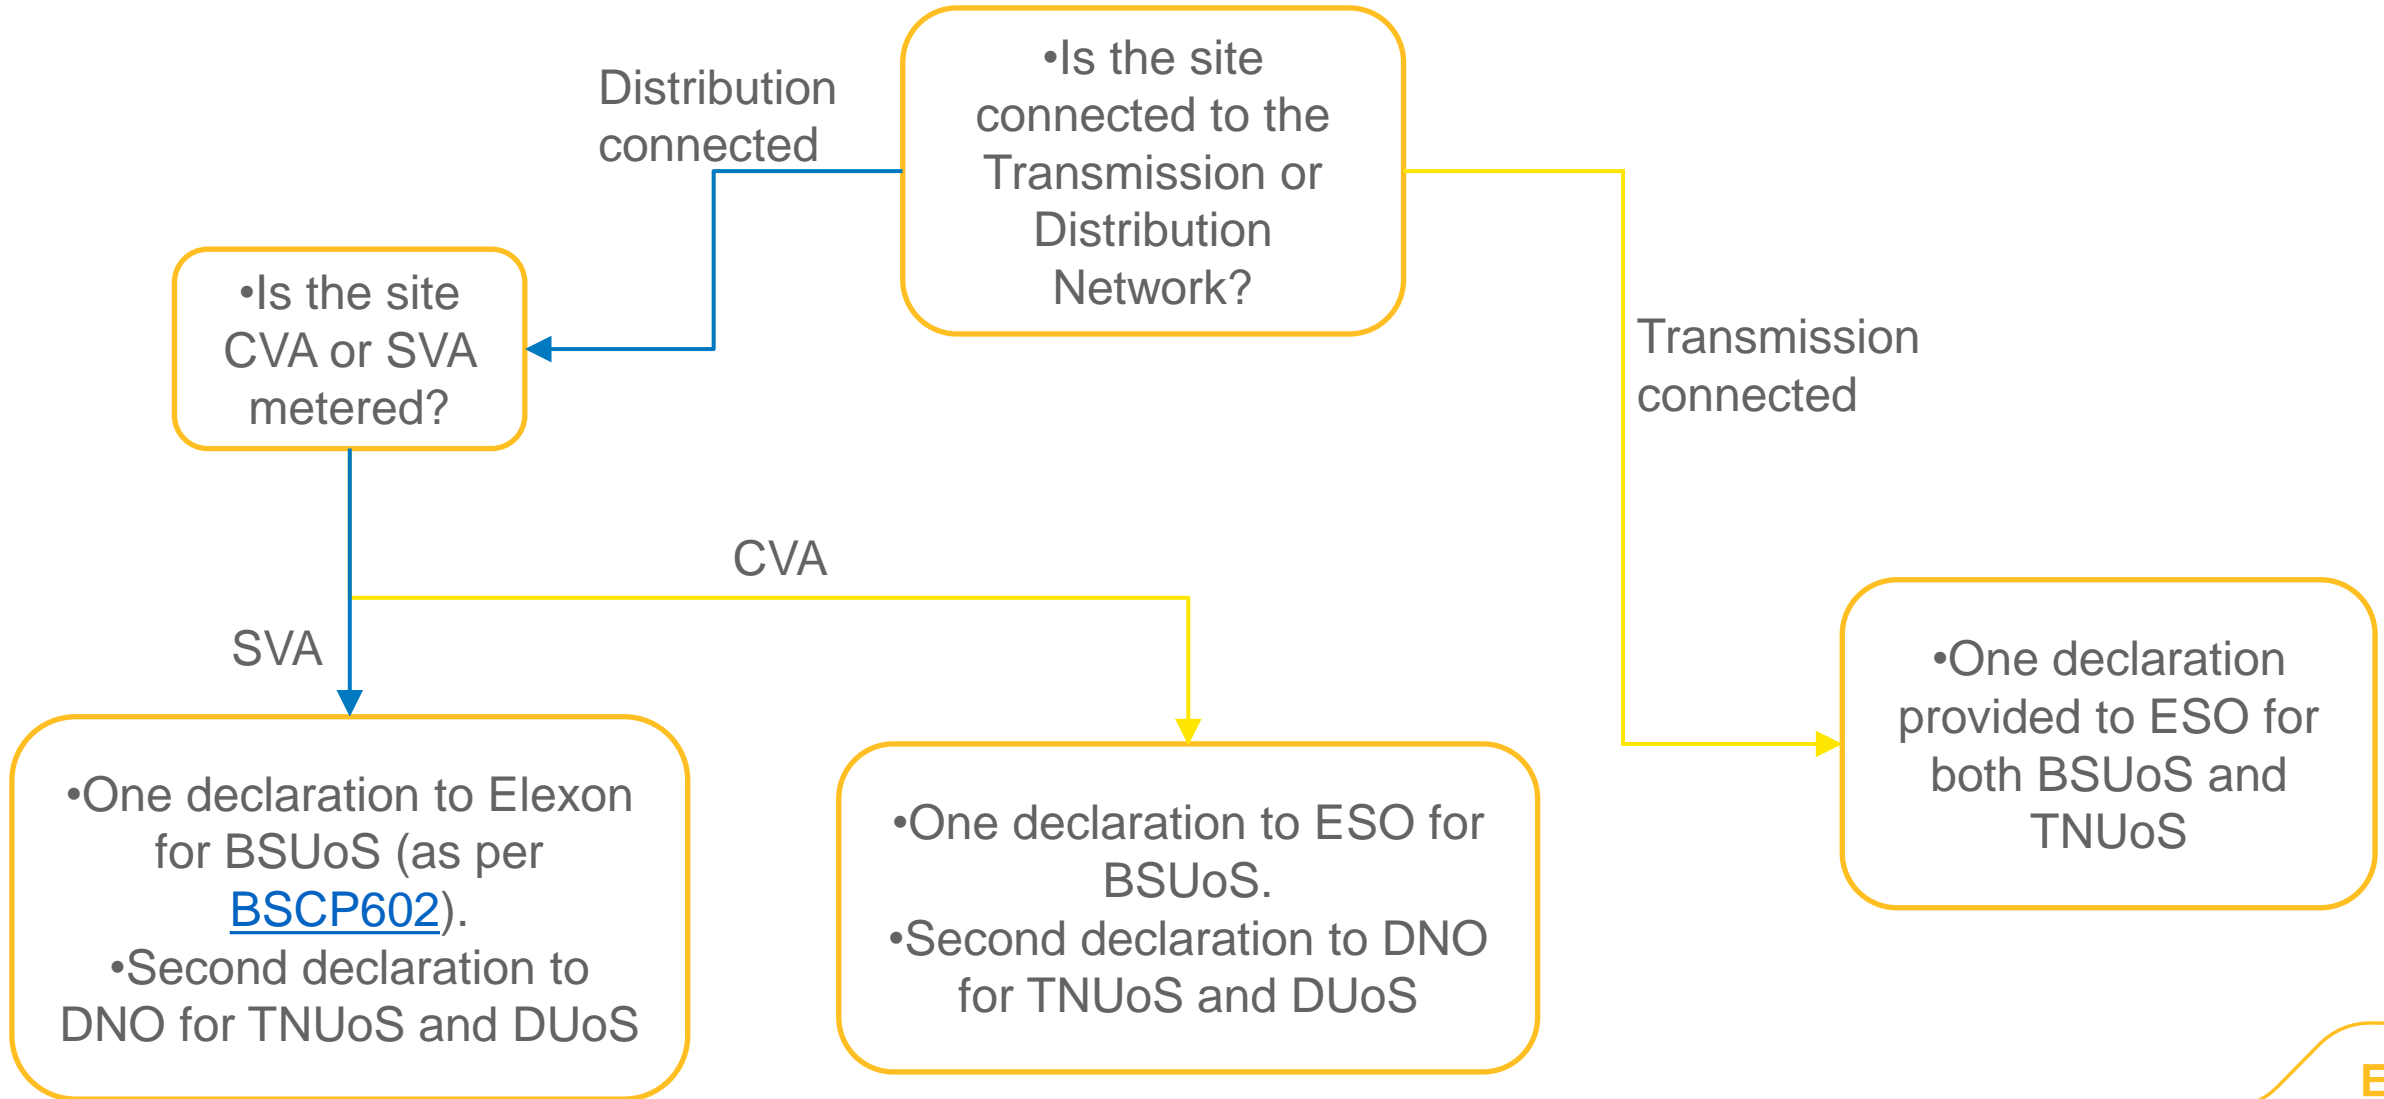 •Is the site
connected to the
Transmission or
Distribution
Network?
Distribution
connected
•Is the site
CVA or SVA
metered?
Transmission
connected
CVA
SVA
•One declaration to Elexon
for BSUoS (as per
BSCP602).
•Second declaration to
DNO for TNUoS and DUoS
•One declaration to ESO for
BSUoS.
•Second declaration to DNO
for TNUoS and DUoS
•One declaration
provided to ESO for
both BSUoS and
TNUoS